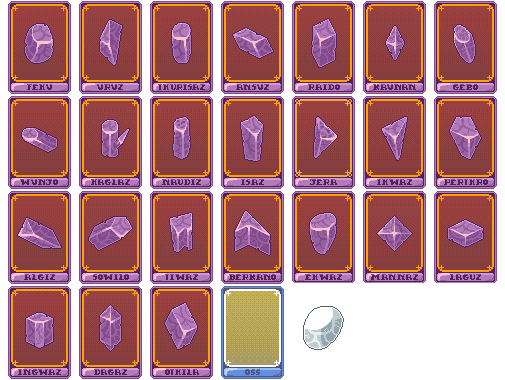 FEHU URUZ THURISAZ ANSUZ RAIDO KAUNAN GEBO
WUNJO HAGLAZ NAUDIZ ISAZ JERA IHWAZ PERTHRO
ALGIZ SOWILO TIWAZ BERKANO EHWAZ MANNAZ LAGUZ
INGWAZ DAGAZ OTHILA OSS